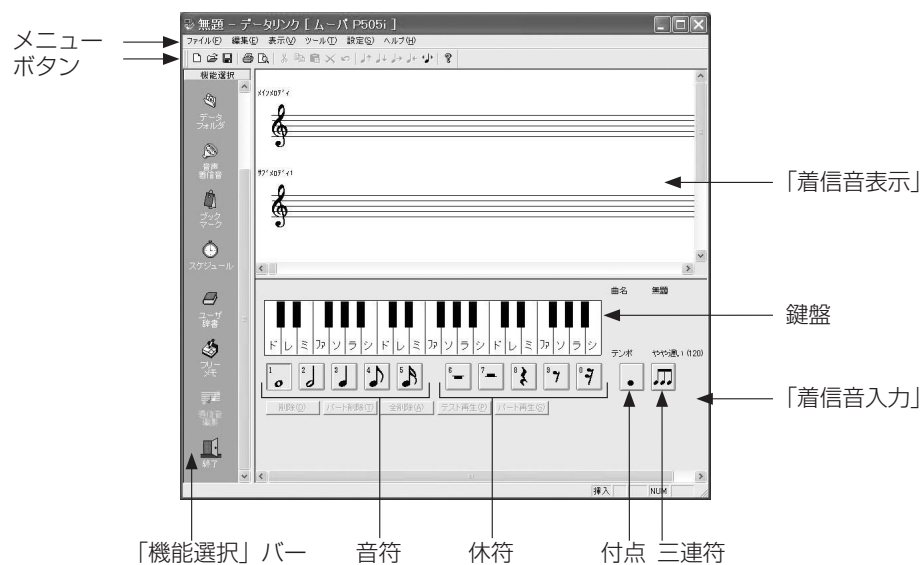 無題 - データリンク [ ムーバ P505i ]
メニュー
ファイル(F) 編集(E) 表示(V) ツール(T) 設定(S) ヘルプ(H)
ボタン
機能選択
メインメロディ
データ
フォルダ
音声
着信音
サブメロディ1
「着信音表示」
ブック
マーク
スケジュール
曲名 無題
ユーザ
辞書
鍵盤
ド レ ミ ファ ソ ラ シ ド レ ミ ファ ソ ラ シ ド レ ミ ファ ソ ラ シ
フリー
メモ
テンポ やや速い (120)
1 2 3 4 5 6 7 8 9 0
「着信音入力」
着信音
編集
削除(D) パート削除(T) 全削除(A) テスト再生(P) パート再生(S)
終了
挿入 NUM
「機能選択」バー 音符 休符 付点 三連符